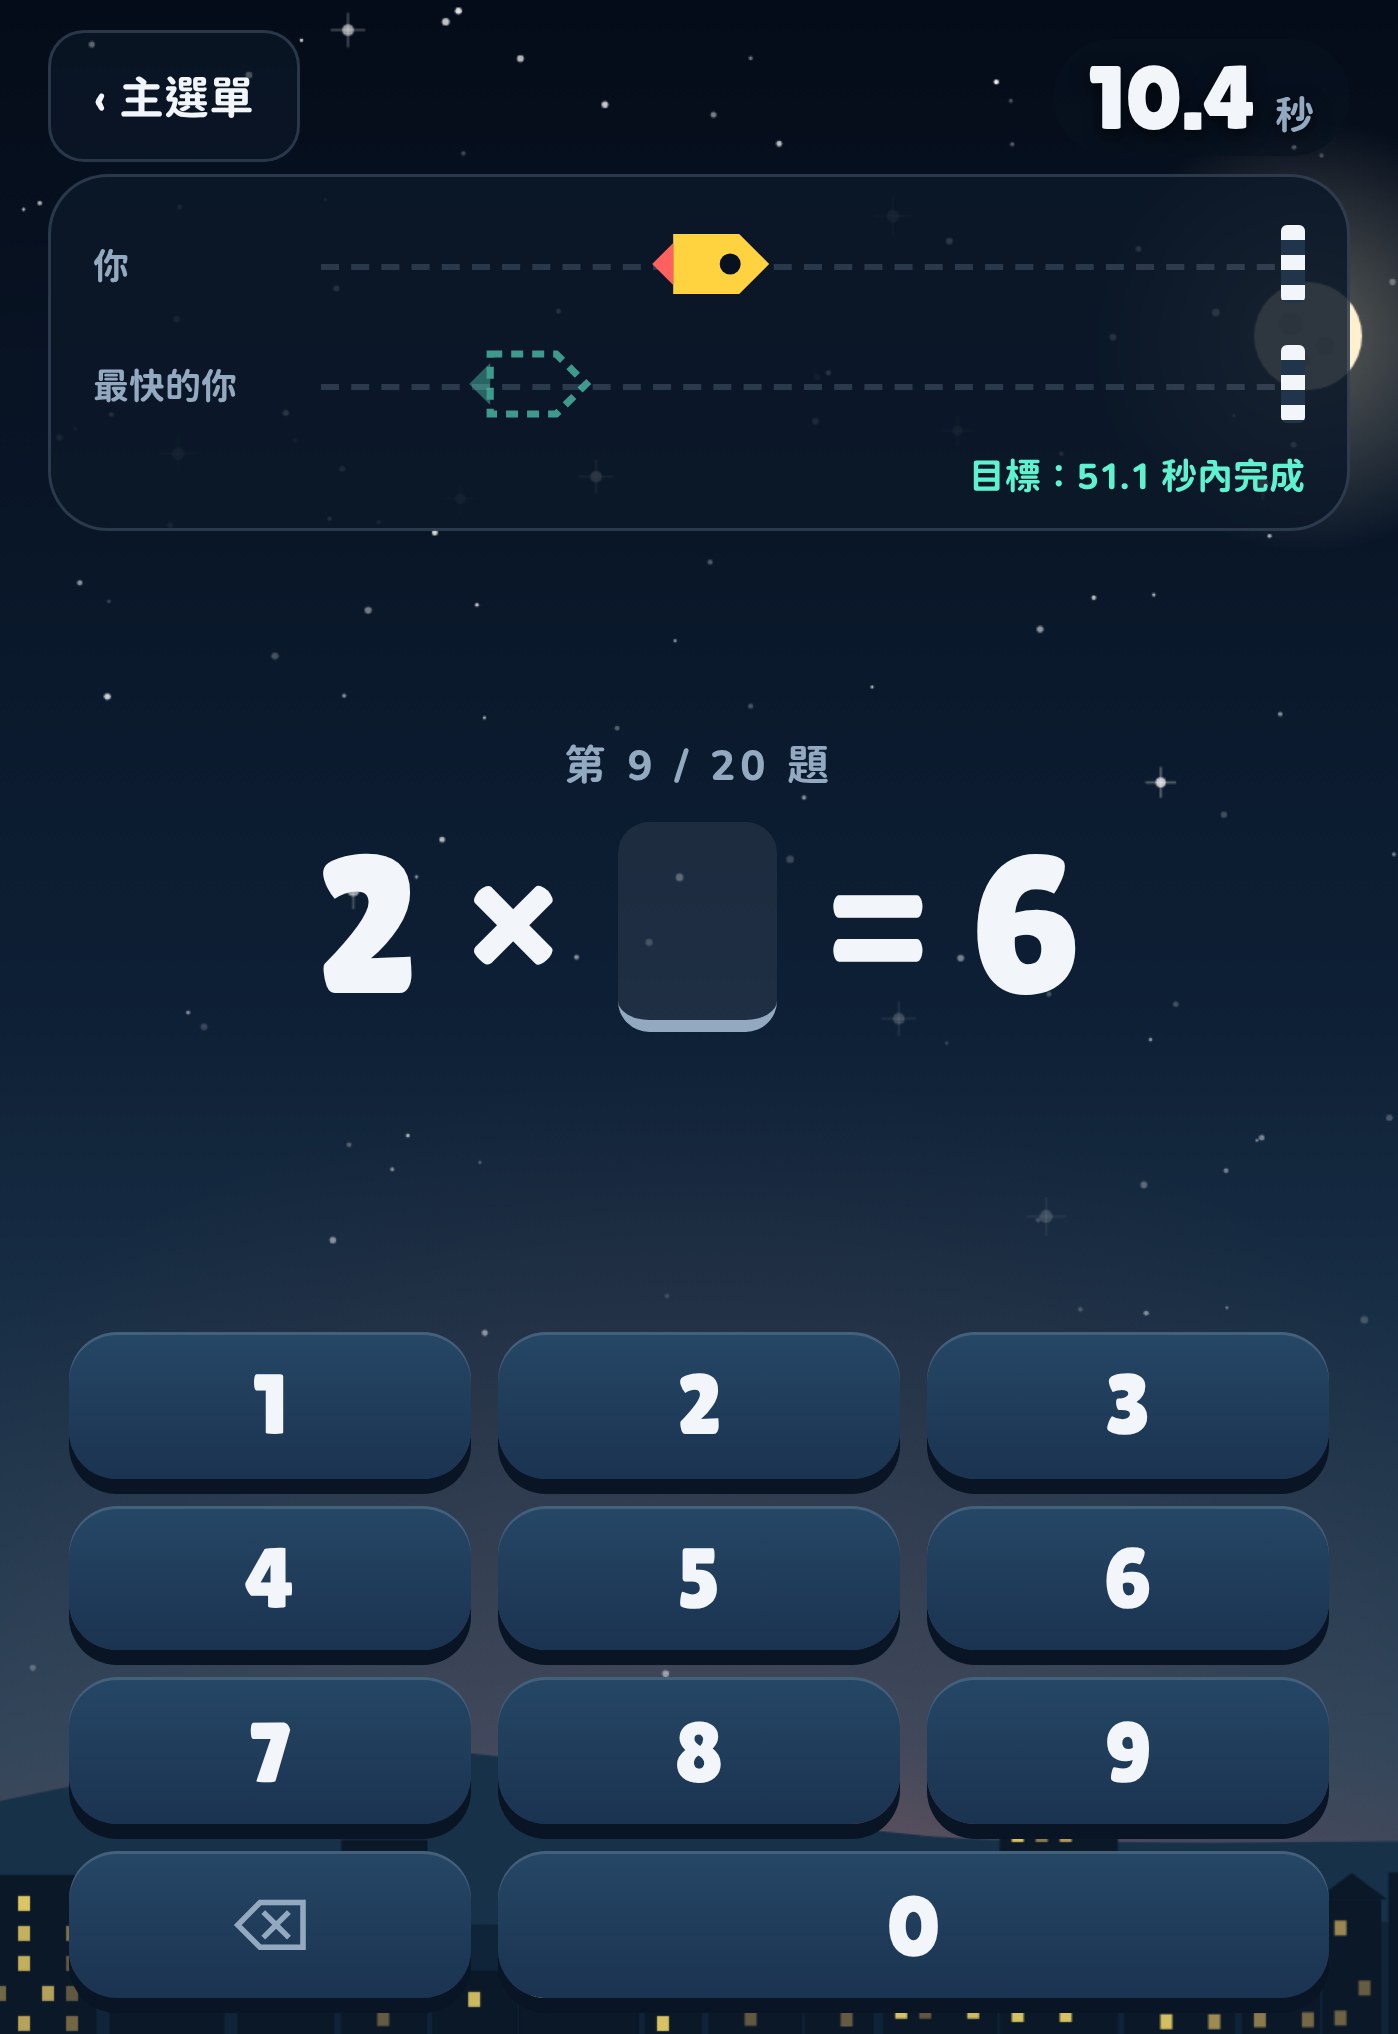 ‹ 主選單
10.4 秒
你
最快的你
目標：51.1 秒內完成
第 9 / 20 題
2 × = 6
1 2 3
4 5 6
7 8 9
0